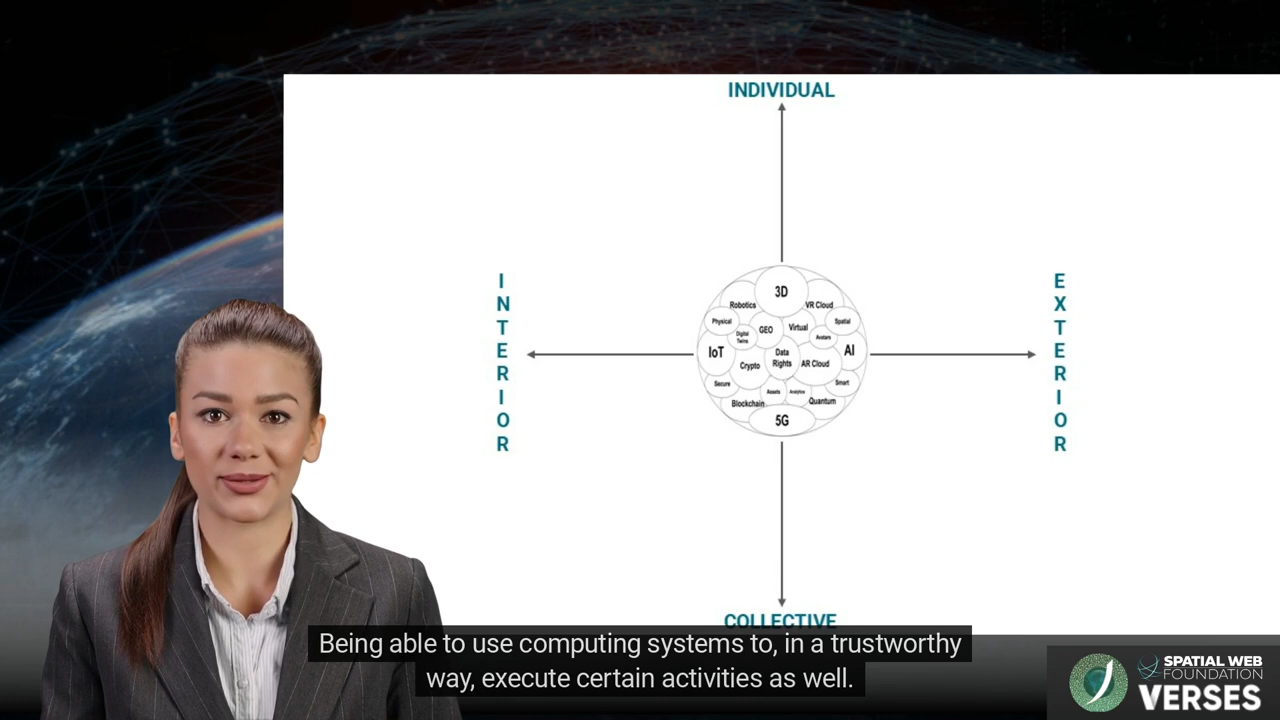 INDIVIDUAL
INTERIOR
EXTERIOR
3D
Robotics
VR Cloud
Physical
GEO
Virtual
Spatial
Digital
Twins
Avatars
IoT
Data
Rights
AI
Crypto
AR Cloud
Secure
Assets
Analytics
Smart
Blockchain
Quantum
5G
COLLECTIVE
Being able to use computing systems to, in a trustworthy
way, execute certain activities as well.
SPATIAL WEB
FOUNDATION
VERSES